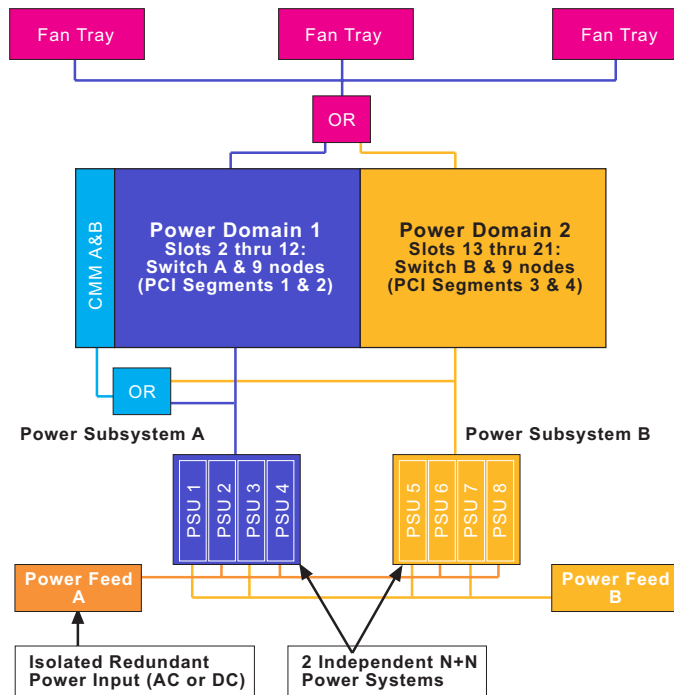 Fan Tray
Fan Tray
Fan Tray
OR
CMM A&B
Power Domain 1
Slots 2 thru 12:
Switch A & 9 nodes
(PCI Segments 1 & 2)
Power Domain 2
Slots 13 thru 21:
Switch B & 9 nodes
(PCI Segments 3 & 4)
OR
Power Subsystem A
Power Subsystem B
PSU 1
PSU 2
PSU 3
PSU 4
PSU 5
PSU 6
PSU 7
PSU 8
Power Feed
A
Power Feed
B
Isolated Redundant
Power Input (AC or DC)
2 Independent N+N
Power Systems